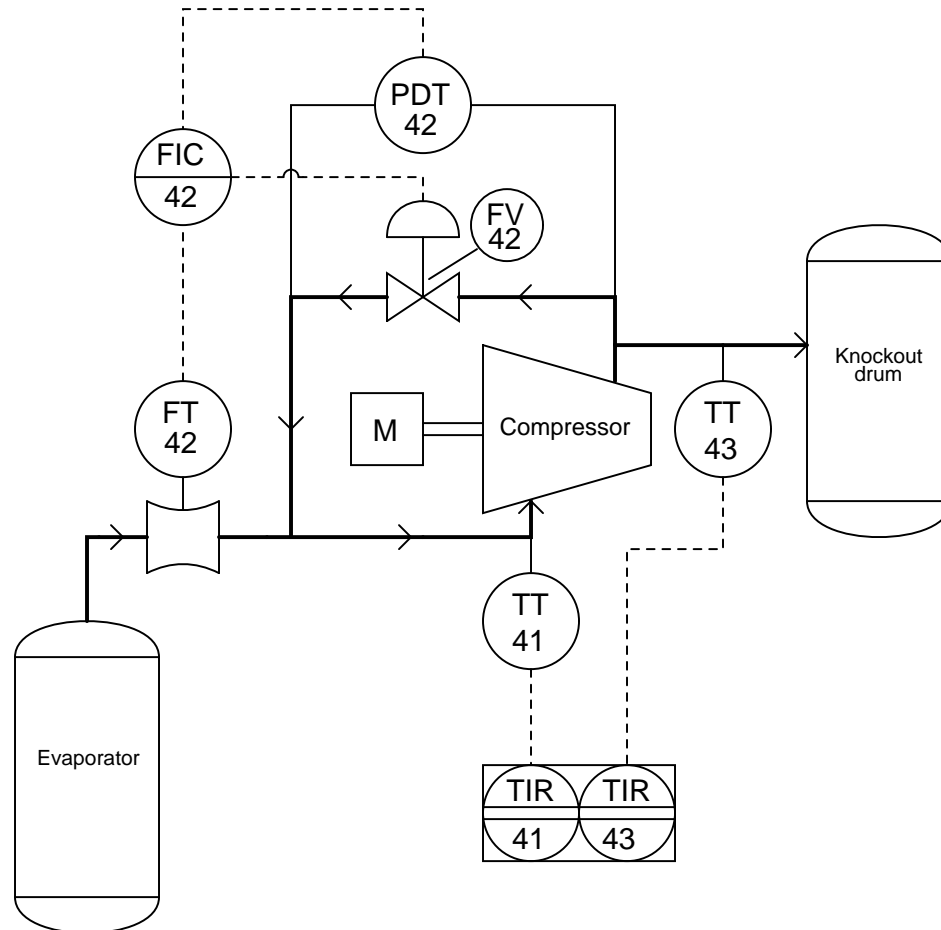 PDT
42
FIC
42
FV
42
Knockout
drum
FT
42
M
Compressor
TT
43
TT
41
Evaporator
TIR
TIR
41
43